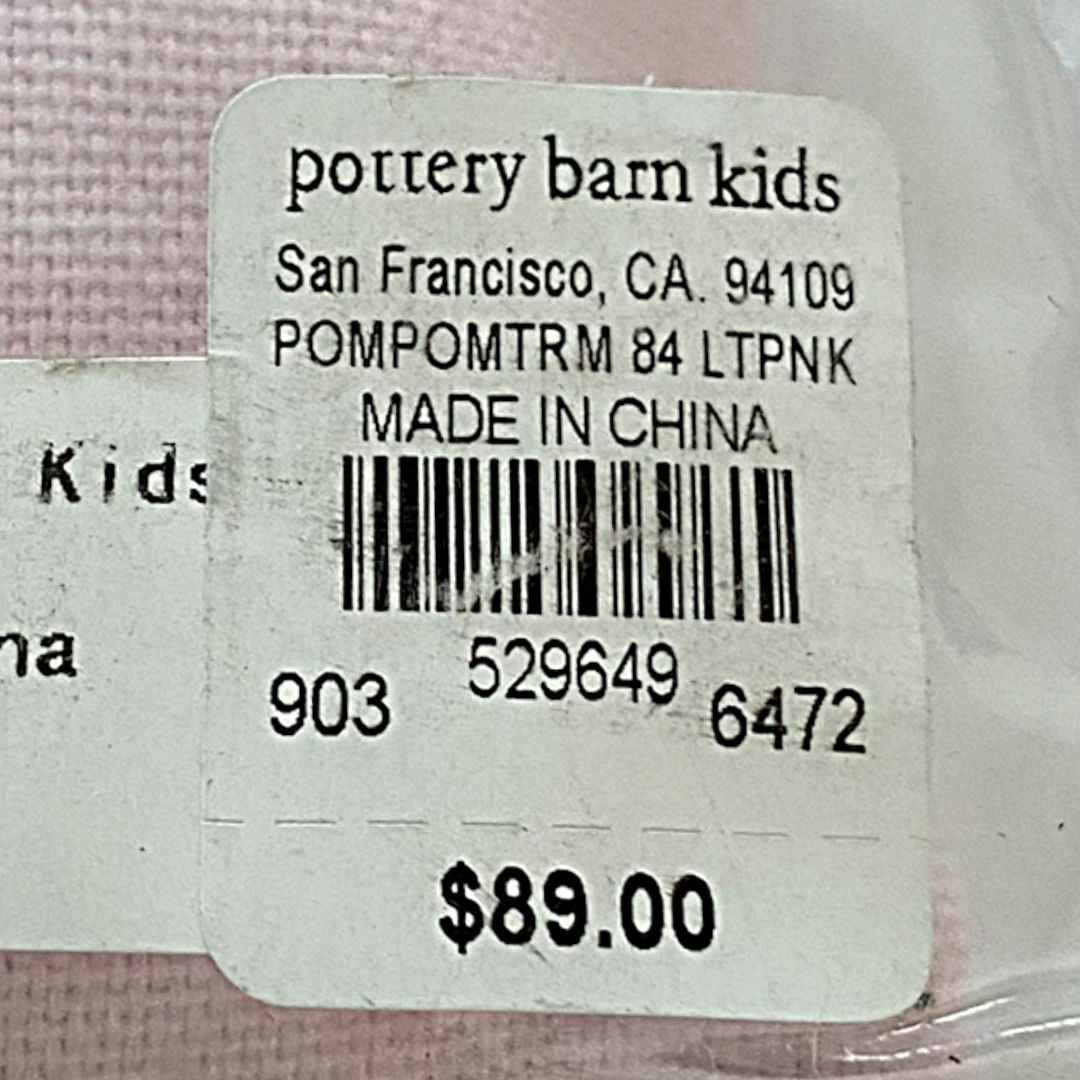 pottery barn kids
San Francisco, CA. 94109
POMPOMTRM 84 LTPNK
MADE IN CHINA
Kids
na
903 529649 6472
$89.00